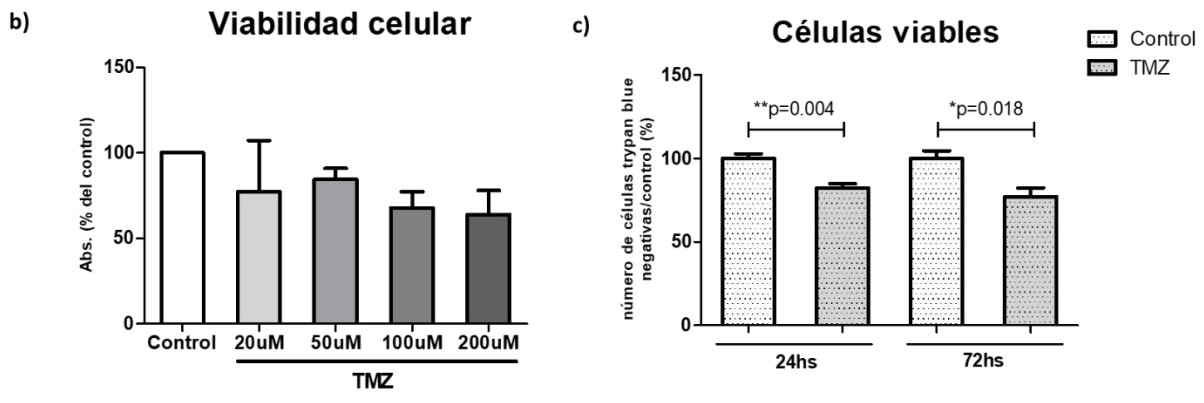 b)
Viabilidad celular
Abs. (% del control)
150
100
50
0
Control 20uM 50uM 100uM 200uM
TMZ
c)
Células viables
Control
TMZ
número de células trypan blue
negativas/control (%)
150
100
50
0
**p=0.004
*p=0.018
24hs 72hs